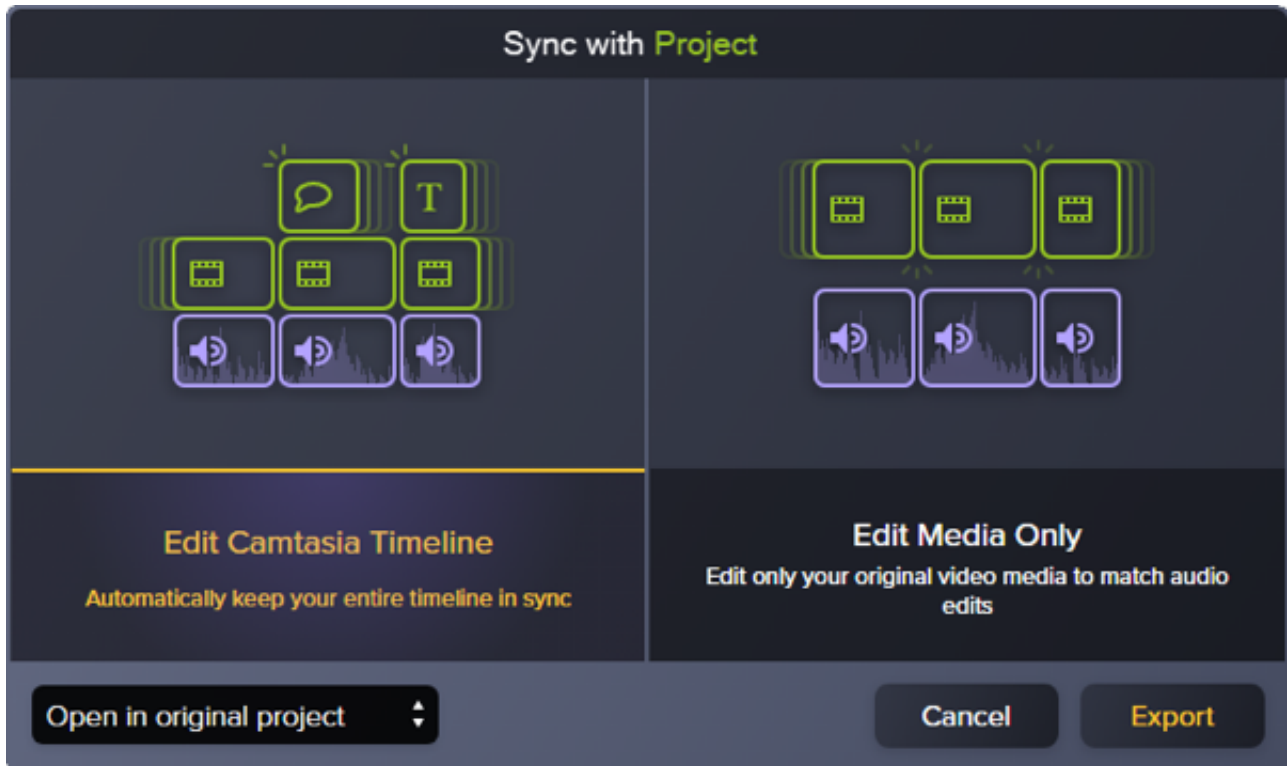 Sync with Project
T
Edit Camtasia Timeline
Automatically keep your entire timeline in sync
Edit Media Only
Edit only your original video media to match audio
edits
Open in original project
Cancel
Export